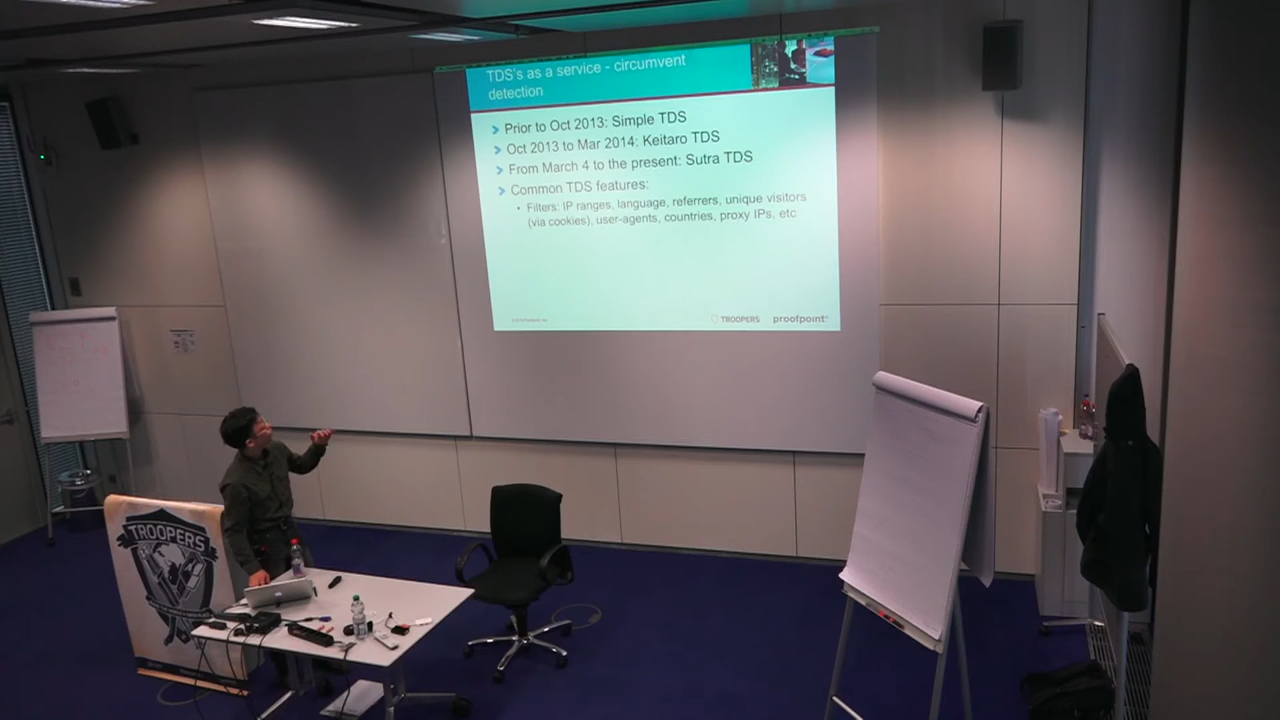 TDS's as a service - circumvent
detection
Prior to Oct 2013: Simple TDS
Oct 2013 to Mar 2014: Keitaro TDS
From March 4 to the present: Sutra TDS
Common TDS features:
Filters: IP ranges, language, referrers, unique visitors
(via cookies), user-agents, countries, proxy IPs, etc
TROOPERS
proofpoint
TROOPERS